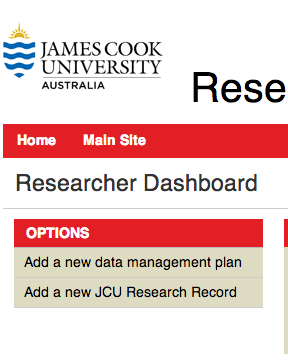 JAMES COOK
UNIVERSITY
AUSTRALIA
Rese
Home Main Site
Researcher Dashboard
OPTIONS
Add a new data management plan
Add a new JCU Research Record